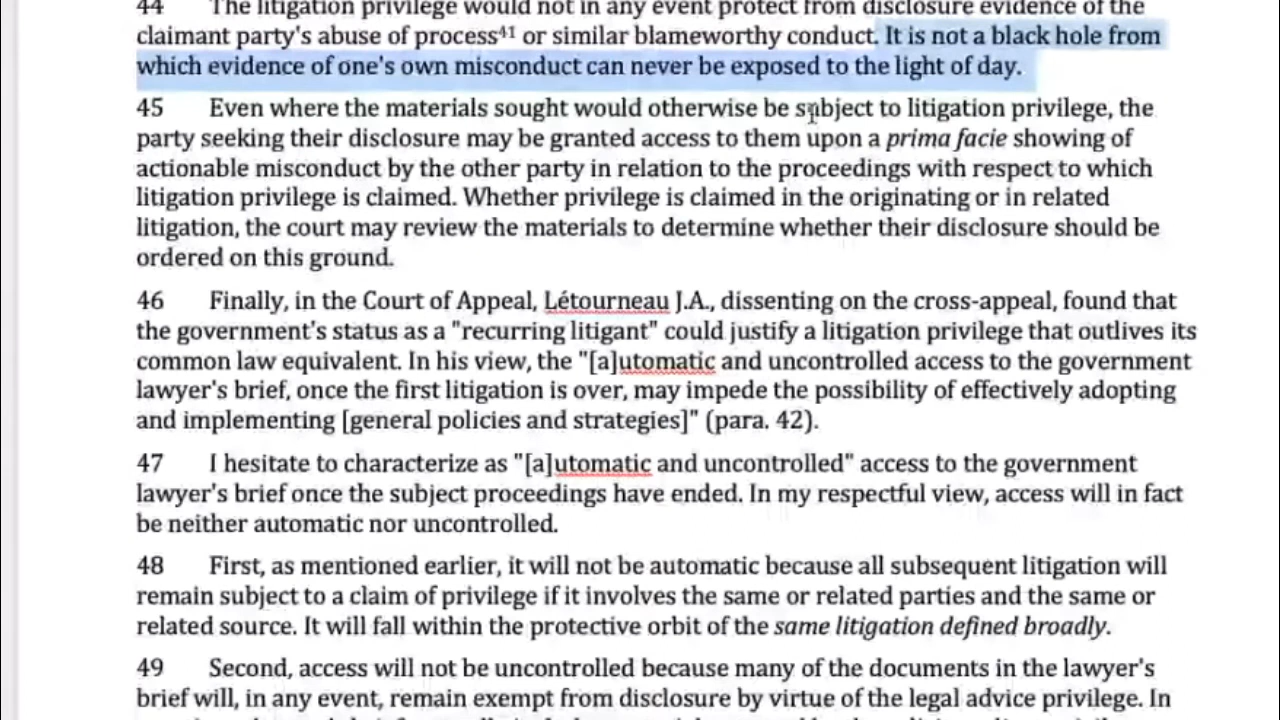 44 The litigation privilege would not in any event protect from disclosure evidence of the
claimant party's abuse of process⁴¹ or similar blameworthy conduct. It is not a black hole from
which evidence of one's own misconduct can never be exposed to the light of day.
45 Even where the materials sought would otherwise be subject to litigation privilege, the
party seeking their disclosure may be granted access to them upon a prima facie showing of
actionable misconduct by the other party in relation to the proceedings with respect to which
litigation privilege is claimed. Whether privilege is claimed in the originating or in related
litigation, the court may review the materials to determine whether their disclosure should be
ordered on this ground.
46 Finally, in the Court of Appeal, Létourneau J.A., dissenting on the cross-appeal, found that
the government's status as a "recurring litigant" could justify a litigation privilege that outlives its
common law equivalent. In his view, the "[a]utomatic and uncontrolled access to the government
lawyer's brief, once the first litigation is over, may impede the possibility of effectively adopting
and implementing [general policies and strategies]" (para. 42).
47 I hesitate to characterize as "[a]utomatic and uncontrolled" access to the government
lawyer's brief once the subject proceedings have ended. In my respectful view, access will in fact
be neither automatic nor uncontrolled.
48 First, as mentioned earlier, it will not be automatic because all subsequent litigation will
remain subject to a claim of privilege if it involves the same or related parties and the same or
related source. It will fall within the protective orbit of the same litigation defined broadly.
49 Second, access will not be uncontrolled because many of the documents in the lawyer's
brief will, in any event, remain exempt from disclosure by virtue of the legal advice privilege. In